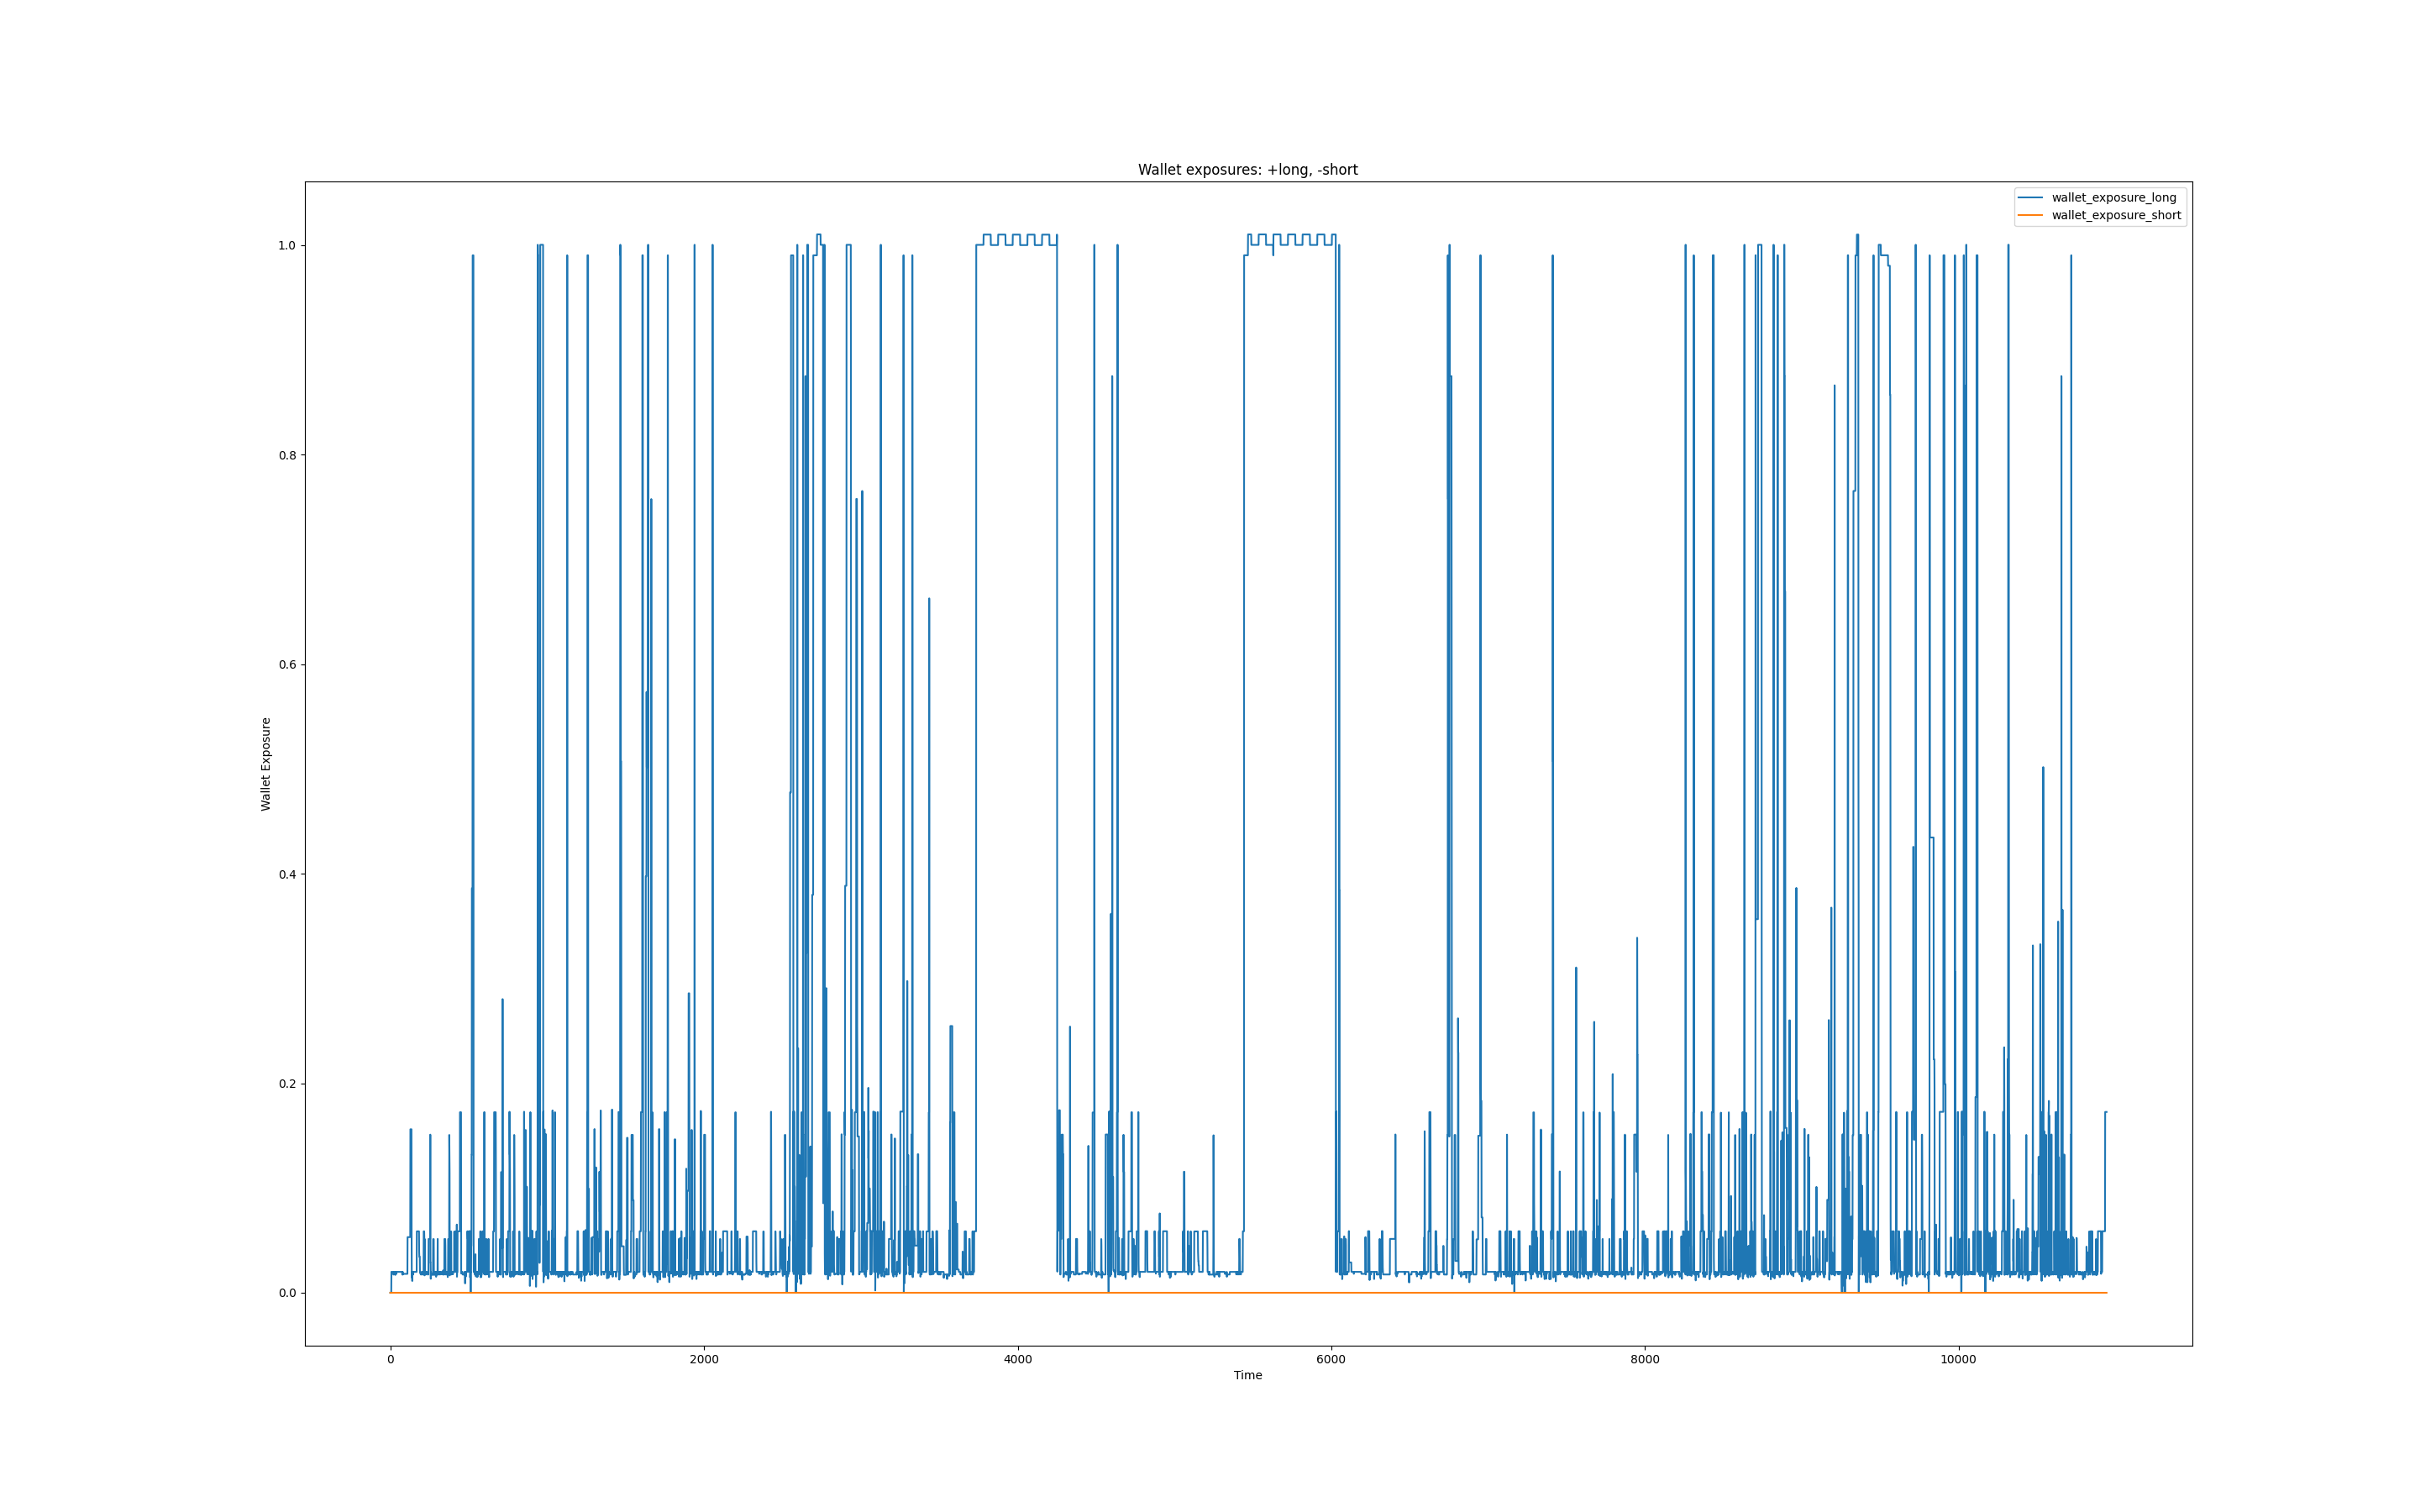 Wallet exposures: +long, -short
wallet_exposure_long
wallet_exposure_short
1.0
0.8
0.6
0.4
0.2
0.0
Wallet Exposure
0 2000 4000 6000 8000 10000
Time